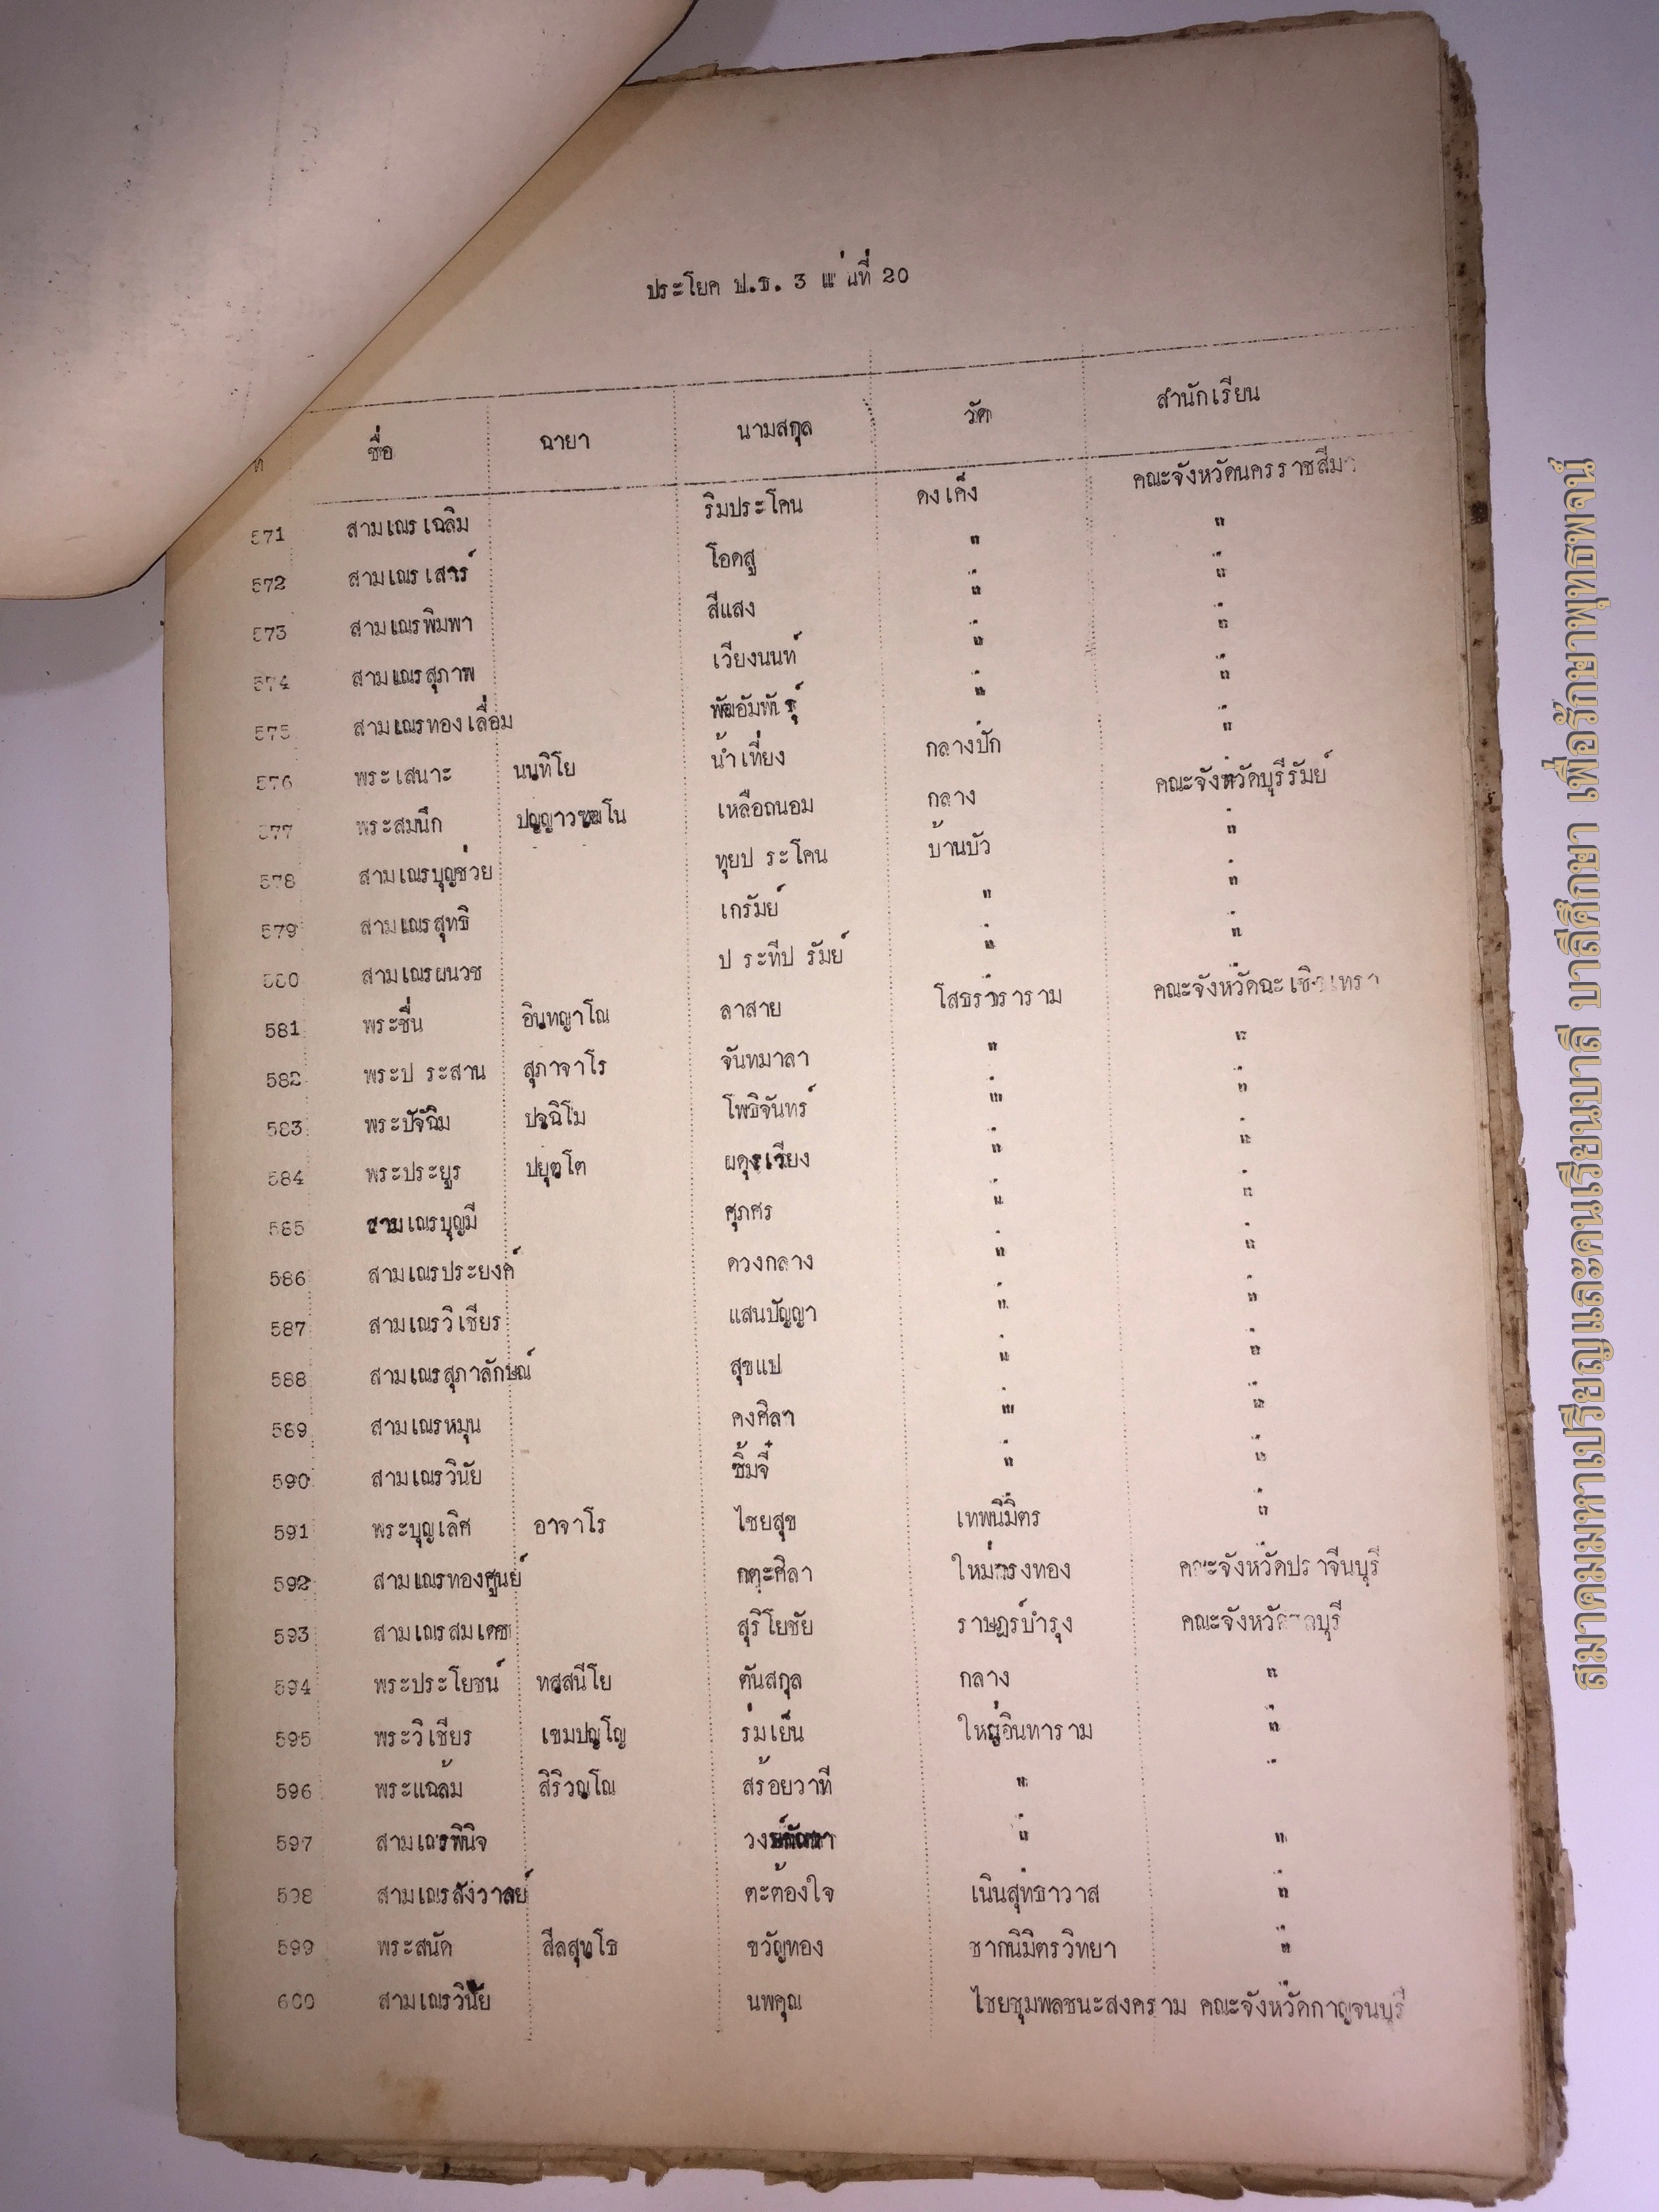 ประโยค ป.ธ. 3 แผ่นที่ 20
ที่ ชื่อ ฉายา นามสกุล วัด สำนักเรียน
571 สามเณรเฉลิม ริมประโคน ดงเค็ง คณะจังหวัดนครราชสีมา
572 สามเณรเสาร์ โอดสู " "
573 สามเณรพิมพา สีแสง " "
574 สามเณรสุภาพ เวียงนนท์ " "
575 สามเณรทองเลื่อม " "
576 พระเสนาะ นนฺทิโย น้ำเที่ยง กลางปัก "
577 พระสมนึก ปญฺญาวฑฺฒโน เหลือถนอม กลาง คณะจังหวัดบุรีรัมย์
578 สามเณรบุญช่วย ทุยประโคน บ้านบัว "
579 สามเณรสุทธิ เกรัมย์ " "
580 สามเณรผนวช ประทีปรัมย์ " "
581 พระชื่น อินฺทญาโณ ลาสาย โสธราราม คณะจังหวัดฉะเชิงเทรา
582 พระประสาน สุภาจาโร จันทมาลา " "
583 พระปัจฉิม ปจฺฉิโม โพธิจันทร์ " "
584 พระประยูร ปยุตฺโต ผดุงเวียง " "
585 สามเณรบุญมี ศุภศร " "
586 สามเณรประยงค์ ดวงกลาง " "
587 สามเณรวิเชียร แสนปัญญา " "
588 สามเณรสุภาลักษณ์ สุขแป " "
589 สามเณรหมุน คงศิลา " "
590 สามเณรวินัย ซิ้มจี๋ " "
591 พระบุญเลิศ อาจาโร ไชยสุข เทพนิมิตร "
592 สามเณรทองศูนย์ กตะศิลา ใหม่กรงทอง คณะจังหวัดปราจีนบุรี
593 สามเณรสมเดช สุริโยชัย ราษฎร์บำรุง คณะจังหวัดชลบุรี
594 พระประโยชน์ ทสฺสนีโย ตันสกุล กลาง "
595 พระวิเชียร เขมปญฺโญ ร่มเย็น ใหญ่อินทาราม "
596 พระแฉล้ม สิริวณฺโณ สร้อยวาที "
597 สามเณรพินิจ " "
598 สามเณรสังวาลย์ ตะต้องใจ เนินสุทธาวาส "
599 พระสนัด สีลสุทฺโธ ขวัญทอง ชากนิมิตรวิทยา "
600 สามเณรวินัย นพคุณ ไชยชุมพลชนะสงคราม คณะจังหวัดกาญจนบุรี
สมาคมมหาเปรียญและคนเรียนบาลี บาลีศึกษา เพื่อรักษาพุทธพจน์